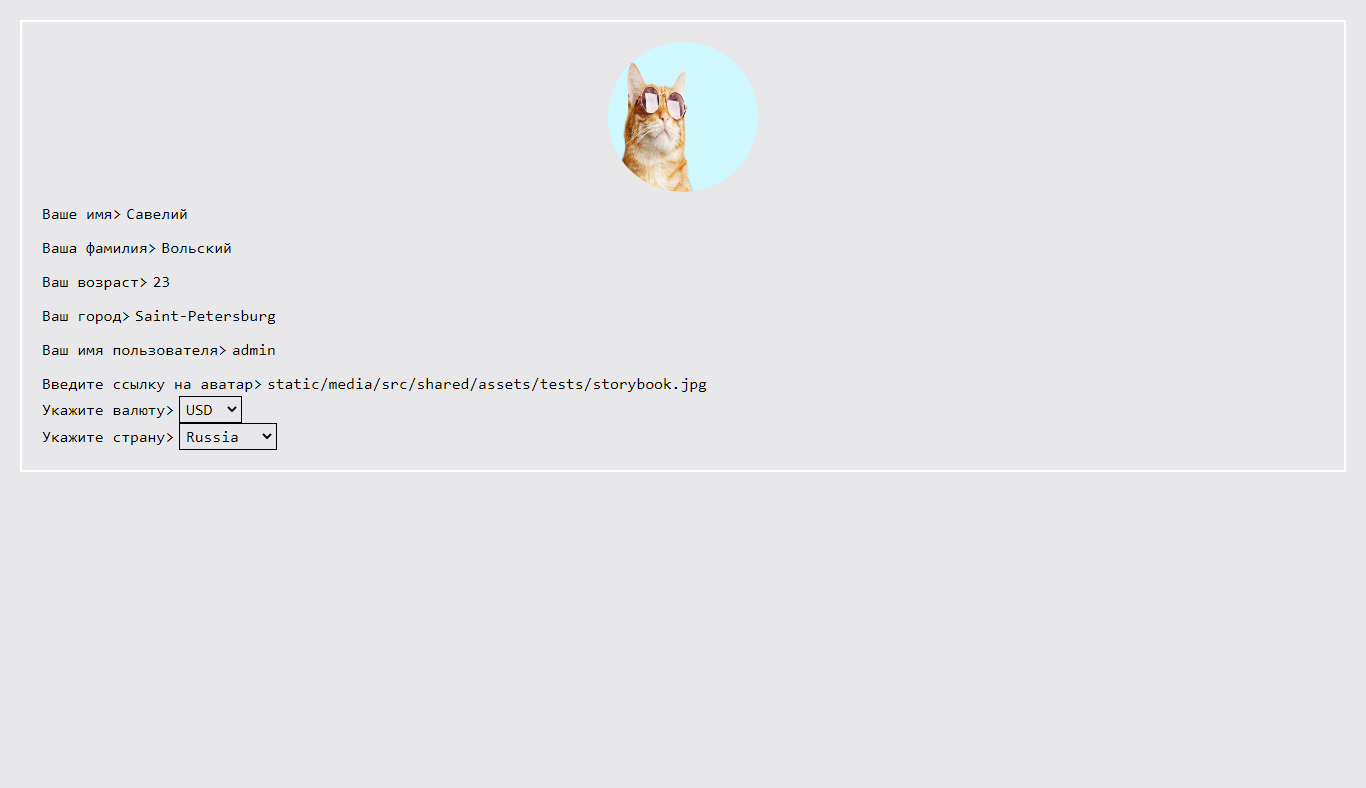 Ваше имя> Савелий
Ваша фамилия> Вольский
Ваш возраст> 23
Ваш город> Saint-Petersburg
Ваш имя пользователя> admin
Введите ссылку на аватар> static/media/src/shared/assets/tests/storybook.jpg
Укажите валюту> USD
Укажите страну> Russia